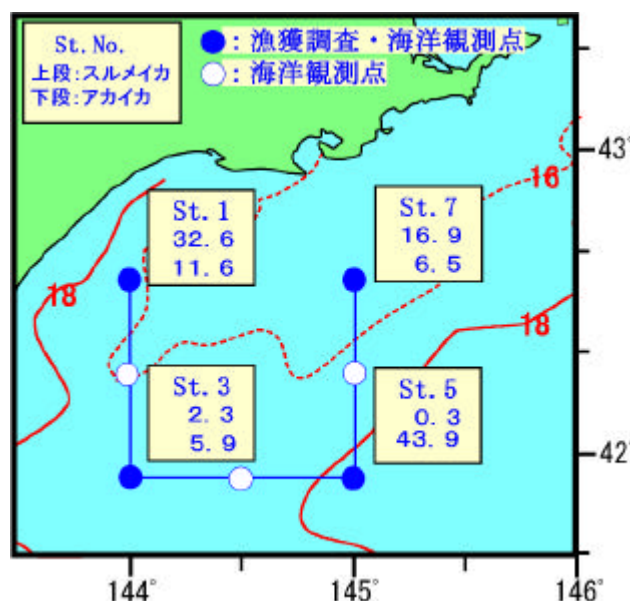 St.No.
上段:スルメイカ
下段:アカイカ
●:漁獲調査・海洋観測点
○:海洋観測点
43°
16
St.1
32.6
11.6
St.7
16.9
6.5
18
18
St.3
2.3
5.9
St.5
0.3
43.9
42°
144°
145°
146°